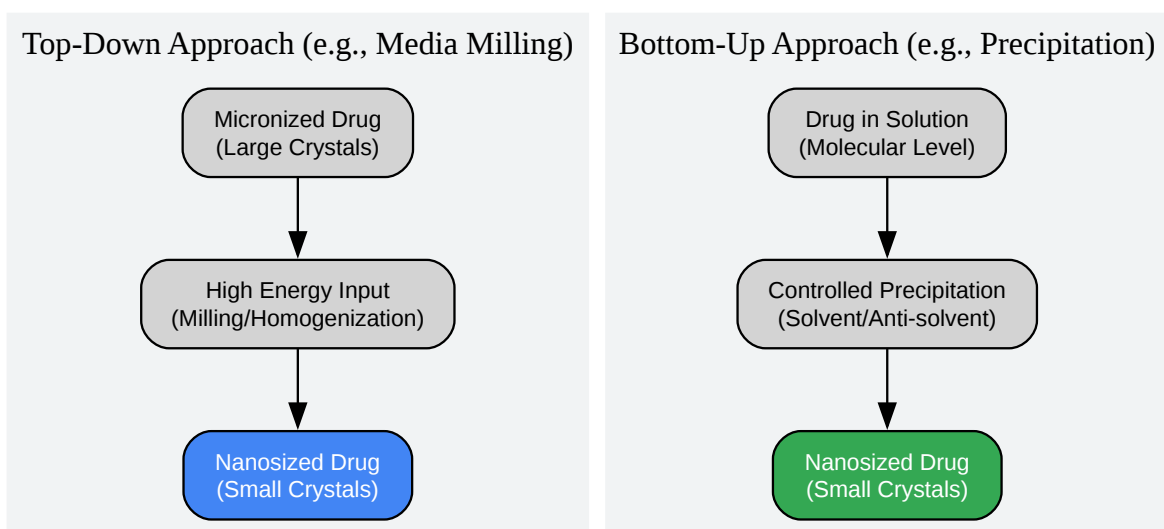 Top-Down Approach (e.g., Media Milling)
Micronized Drug
(Large Crystals)
High Energy Input
(Milling/Homogenization)
Nanosized Drug
(Small Crystals)
Bottom-Up Approach (e.g., Precipitation)
Drug in Solution
(Molecular Level)
Controlled Precipitation
(Solvent/Anti-solvent)
Nanosized Drug
(Small Crystals)